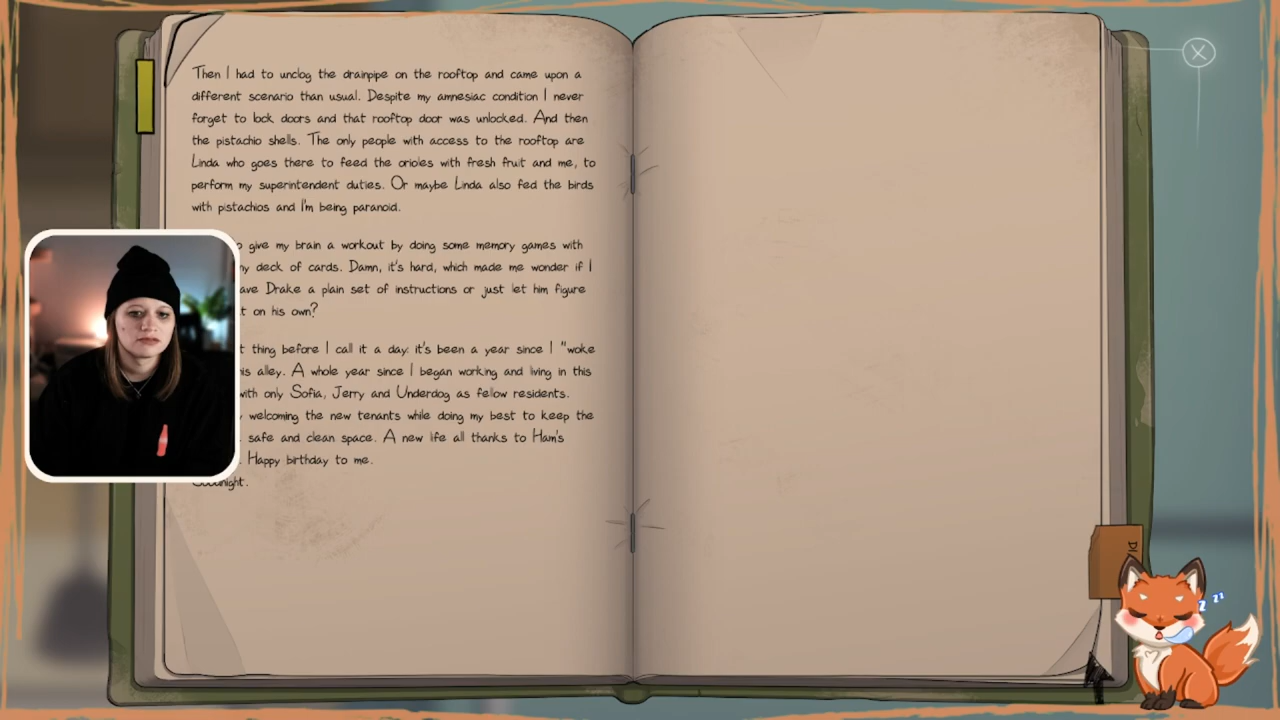 Then I had to unclog the drainpipe on the rooftop and came upon a
different scenario than usual. Despite my amnesiac condition I never
forget to lock doors and that rooftop door was unlocked. And then
the pistachio shells. The only people with access to the rooftop are
Linda who goes there to feed the orioles with fresh fruit and me, to
perform my superintendent duties. Or maybe Linda also fed the birds
with pistachios and I'm being paranoid.
give my brain a workout by doing some memory games with
deck of cards. Damn, it's hard, which made me wonder if I
Drake a plain set of instructions or just let him figure
on his own?
thing before I call it a day: it's been a year since I "woke
alley. A whole year since I began working and living in this
with only Sofia, Jerry and Underdog as fellow residents.
welcoming the new tenants while doing my best to keep the
safe and clean space. A new life all thanks to Ham's
Happy birthday to me.
Goodnight.
z zz